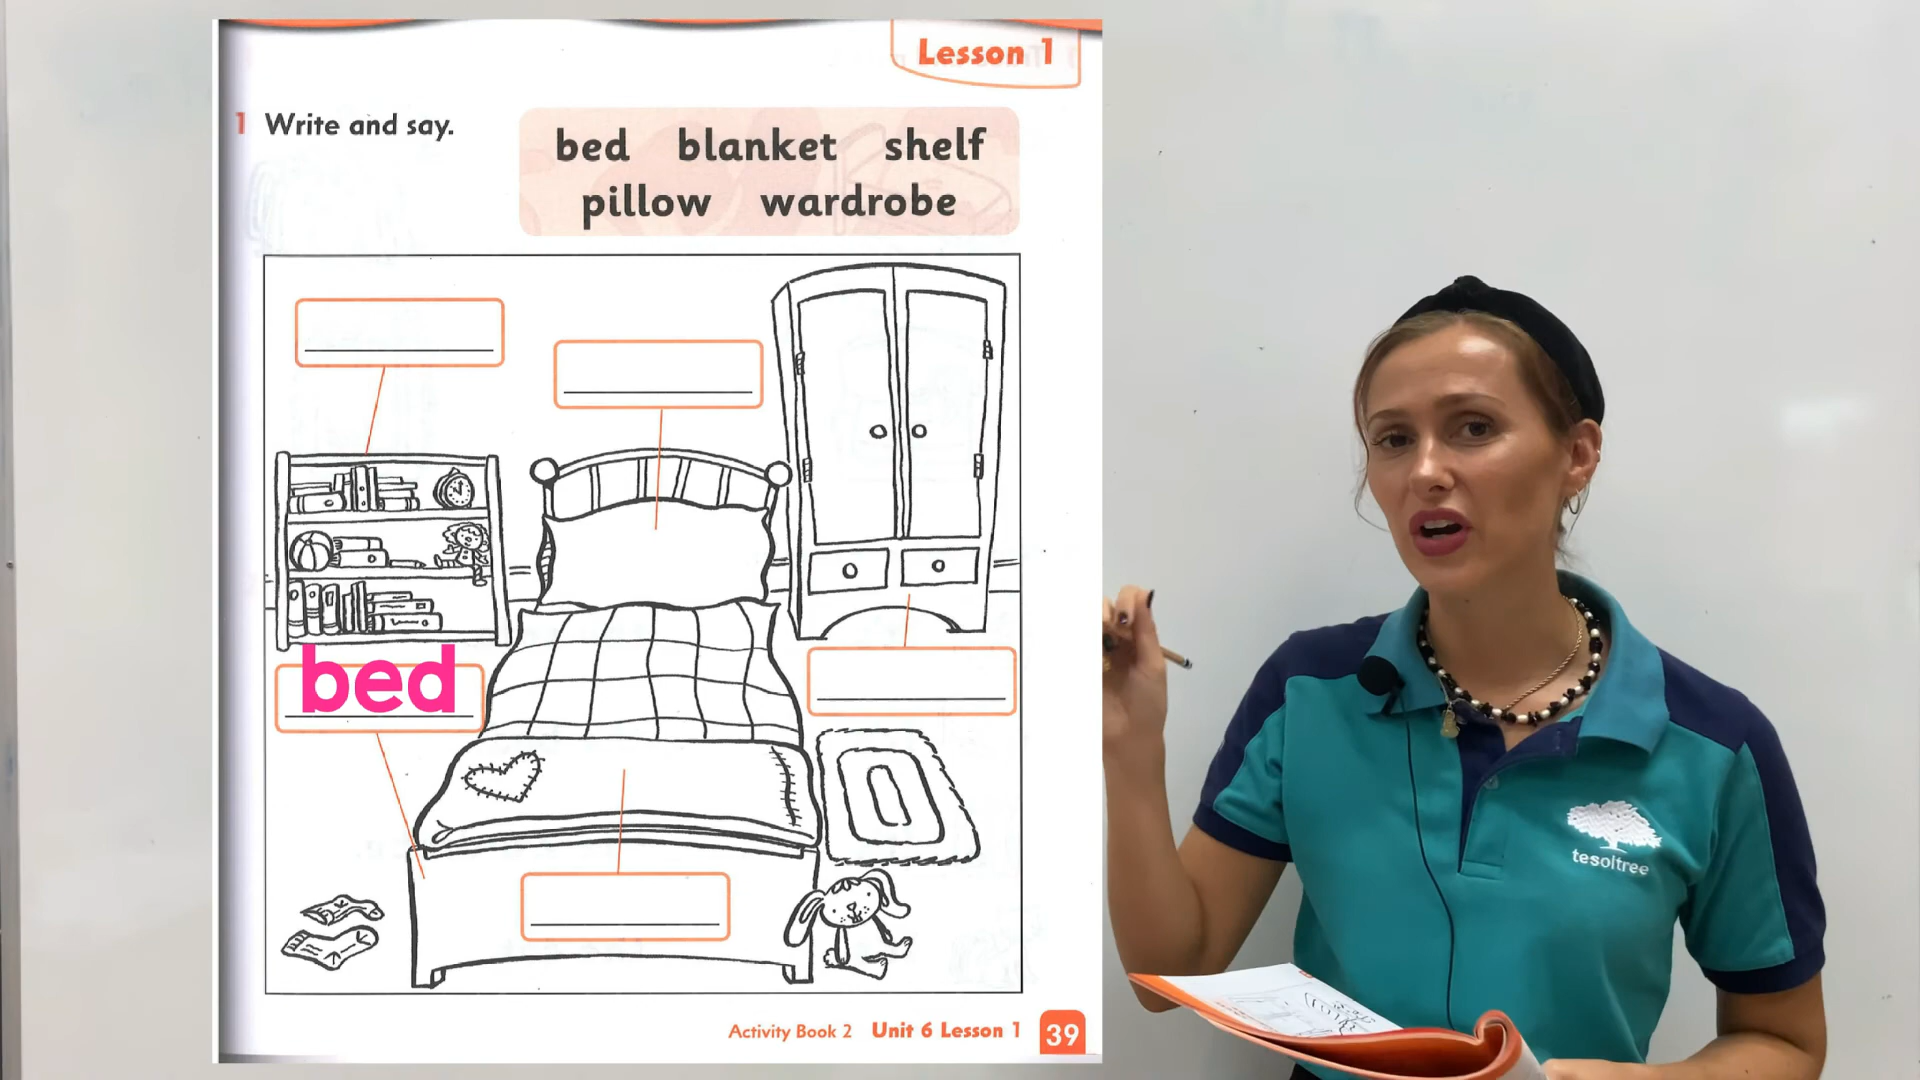 Lesson 1
1 Write and say.
bed blanket shelf
pillow wardrobe
bed
Activity Book 2 Unit 6 Lesson 1 39
tesoltree